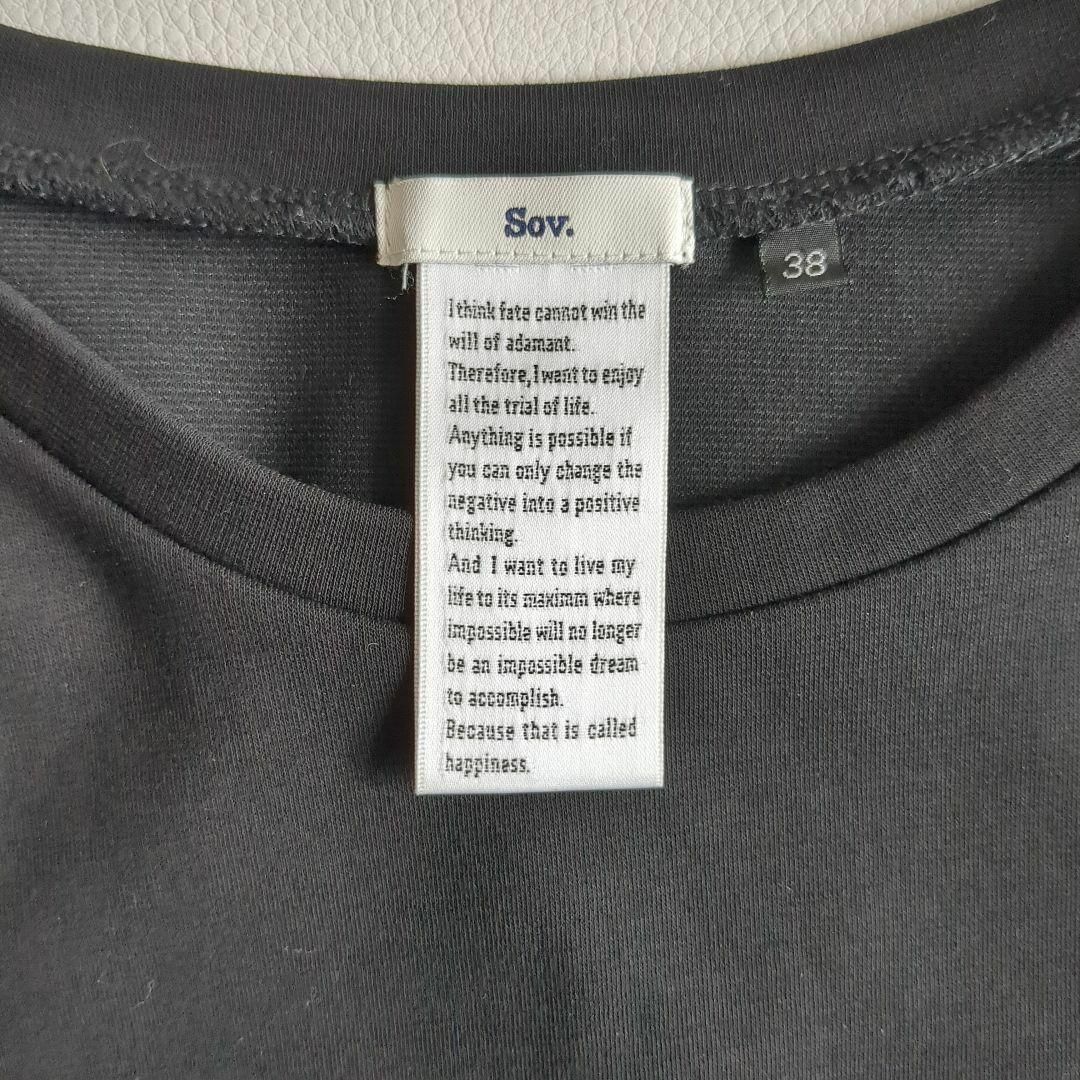 Sov.
38
I think fate cannot win the
will of adamant.
Therefore, I want to enjoy
all the trial of life.
Anything is possible if
you can only change the
negative into a positive
thinking.
And I want to live my
life to its maximm where
impossible will no longer
be an impossible dream
to accomplish.
Because that is called
happiness.